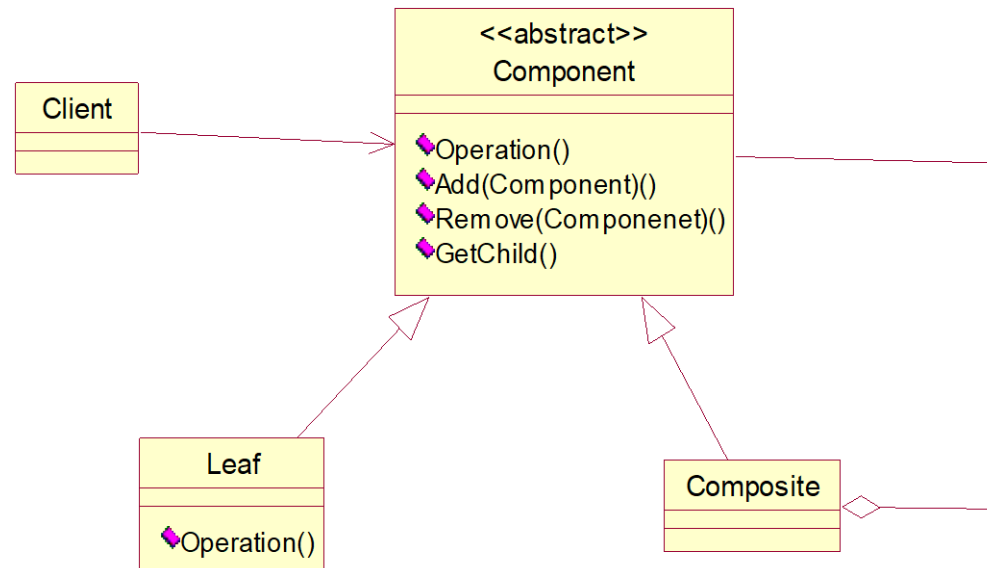 Client
<<abstract>>
Component
Operation()
Add(Component)()
Remove(Componenet)()
GetChild()
Leaf
Operation()
Composite